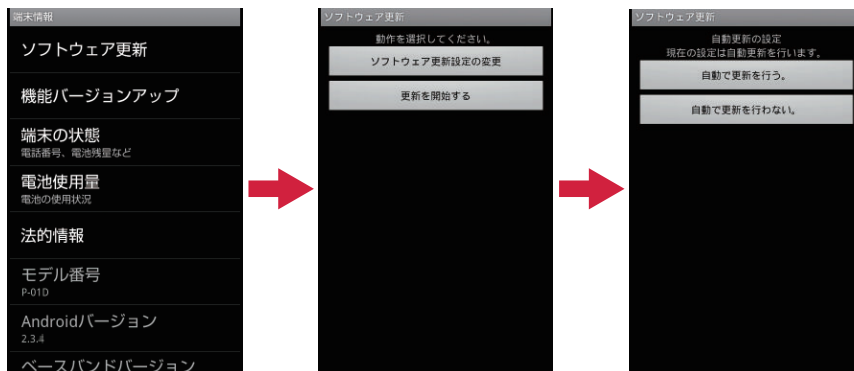 端末情報
ソフトウェア更新
機能バージョンアップ
端末の状態
電話番号、電池残量など
電池使用量
電池の使用状況
法的情報
モデル番号
P-01D
Androidバージョン
2.3.4
ベースバンドバージョン
ソフトウェア更新
動作を選択してください。
ソフトウェア更新設定の変更
更新を開始する
ソフトウェア更新
自動更新の設定
現在の設定は自動更新を行います。
自動で更新を行う。
自動で更新を行わない。